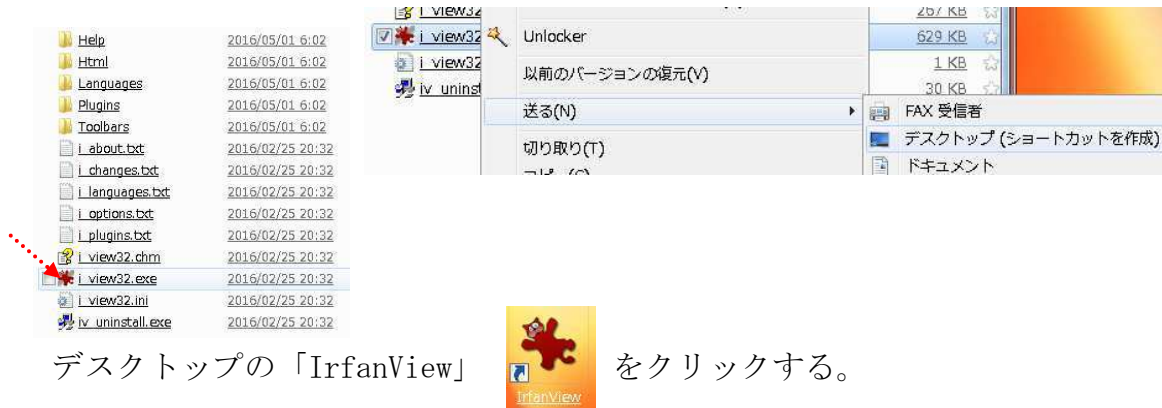 Help 2016/05/01 6:02
Html 2016/05/01 6:02
Languages 2016/05/01 6:02
Plugins 2016/05/01 6:02
Toolbars 2016/05/01 6:02
i_about.txt 2016/02/25 20:32
i_changes.txt 2016/02/25 20:32
i_languages.txt 2016/02/25 20:32
i_options.txt 2016/02/25 20:32
i_plugins.txt 2016/02/25 20:32
i_view32.chm 2016/02/25 20:32
i_view32.exe 2016/02/25 20:32
i_view32.ini 2016/02/25 20:32
iv_uninstall.exe 2016/02/25 20:32
i_view32 267 KB
i_view32 629 KB
i_view32 1 KB
iv_uninst 30 KB
Unlocker
以前のバージョンの復元(V)
送る(N)
切り取り(T)
FAX 受信者
デスクトップ (ショートカットを作成)
ドキュメント
デスクトップの「IrfanView」 をクリックする。
IrfanView